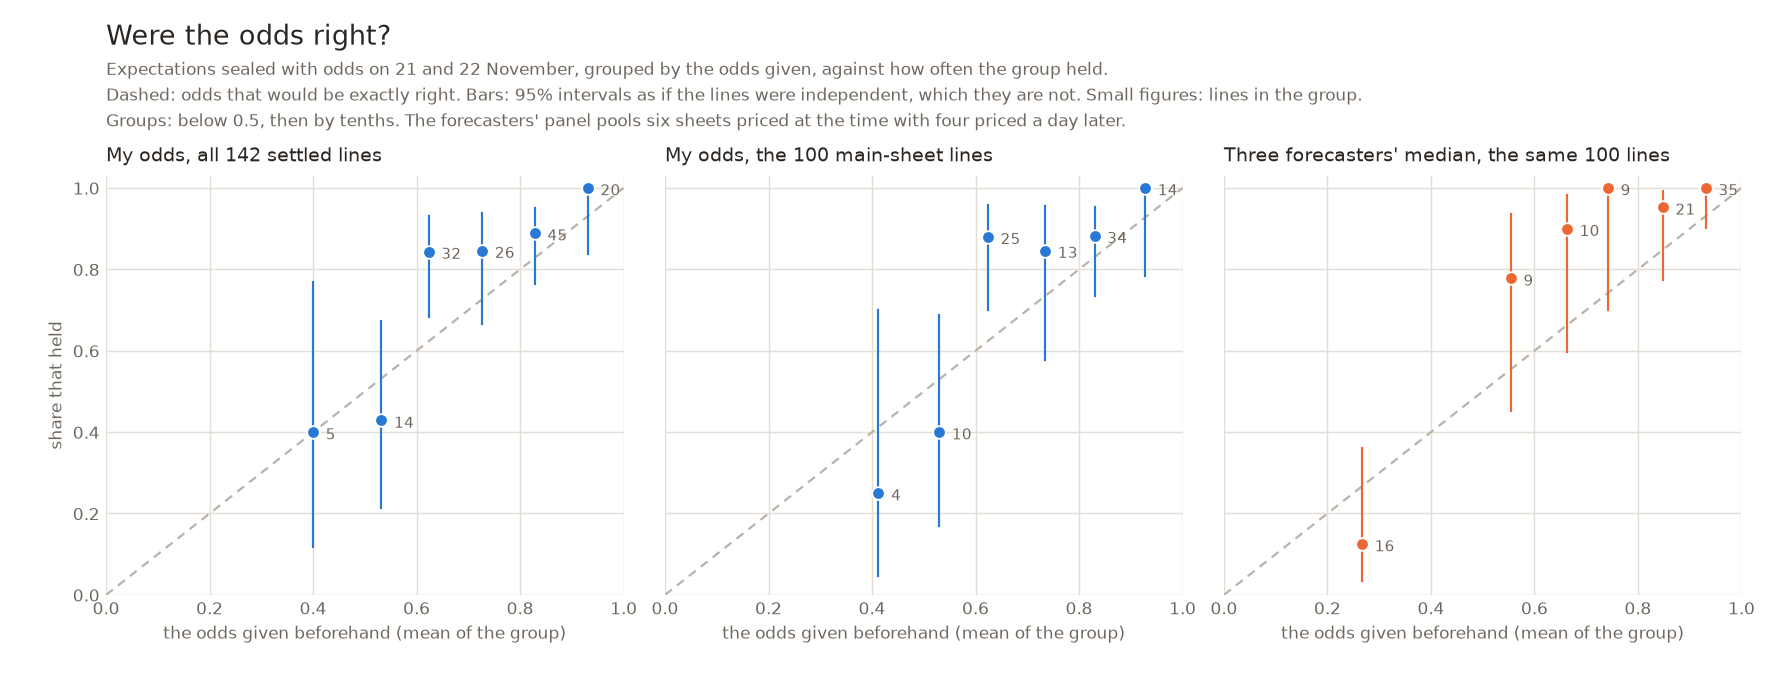 Were the odds right?
Expectations sealed with odds on 21 and 22 November, grouped by the odds given, against how often the group held.
Dashed: odds that would be exactly right. Bars: 95% intervals as if the lines were independent, which they are not. Small figures: lines in the group.
Groups: below 0.5, then by tenths. The forecasters' panel pools six sheets priced at the time with four priced a day later.
My odds, all 142 settled lines
share that held
1.0
0.8
0.6
0.4
0.2
0.0
5
14
32
26
45
20
0.0 0.2 0.4 0.6 0.8 1.0
the odds given beforehand (mean of the group)
My odds, the 100 main-sheet lines
4
10
25
13
34
14
0.0 0.2 0.4 0.6 0.8 1.0
the odds given beforehand (mean of the group)
Three forecasters' median, the same 100 lines
16
9
10
9
21
35
0.0 0.2 0.4 0.6 0.8 1.0
the odds given beforehand (mean of the group)